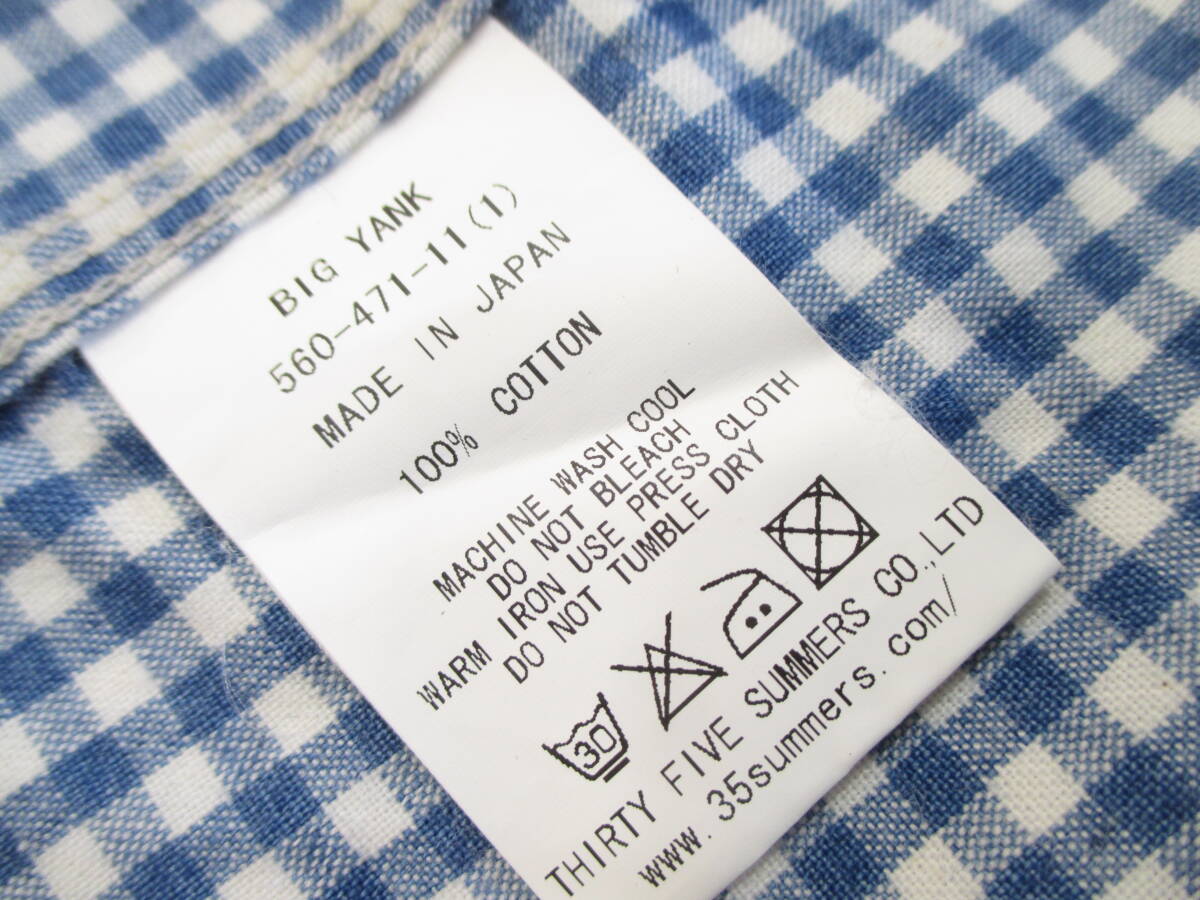 BIG YANK
560-471-11(1)
MADE IN JAPAN
100% COTTON
MACHINE WASH COOL
DO NOT BLEACH
WARM IRON USE PRESS CLOTH
DO NOT TUMBLE DRY
30
THIRTY FIVE SUMMERS CO.,LTD
www.35summers.com/